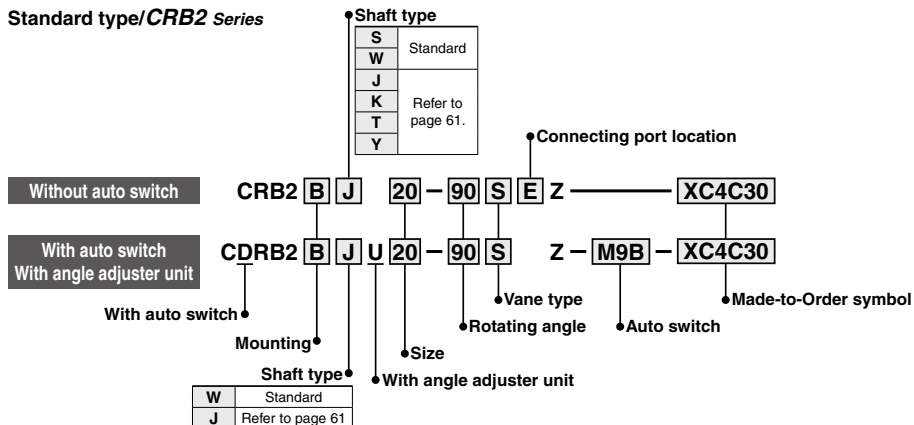 Standard type/CRB2 Series
Shaft type
S
W
Standard
J
K
T
Y
Refer to
page 61.
Connecting port location
Without auto switch
CRB2 B J 20 – 90 S E Z — XC4C30
With auto switch
With angle adjuster unit
CDRB2 B J U 20 – 90 S Z – M9B – XC4C30
With auto switch
Mounting
Shaft type
With angle adjuster unit
Size
Rotating angle
Vane type
Auto switch
Made-to-Order symbol
W Standard
J Refer to page 61